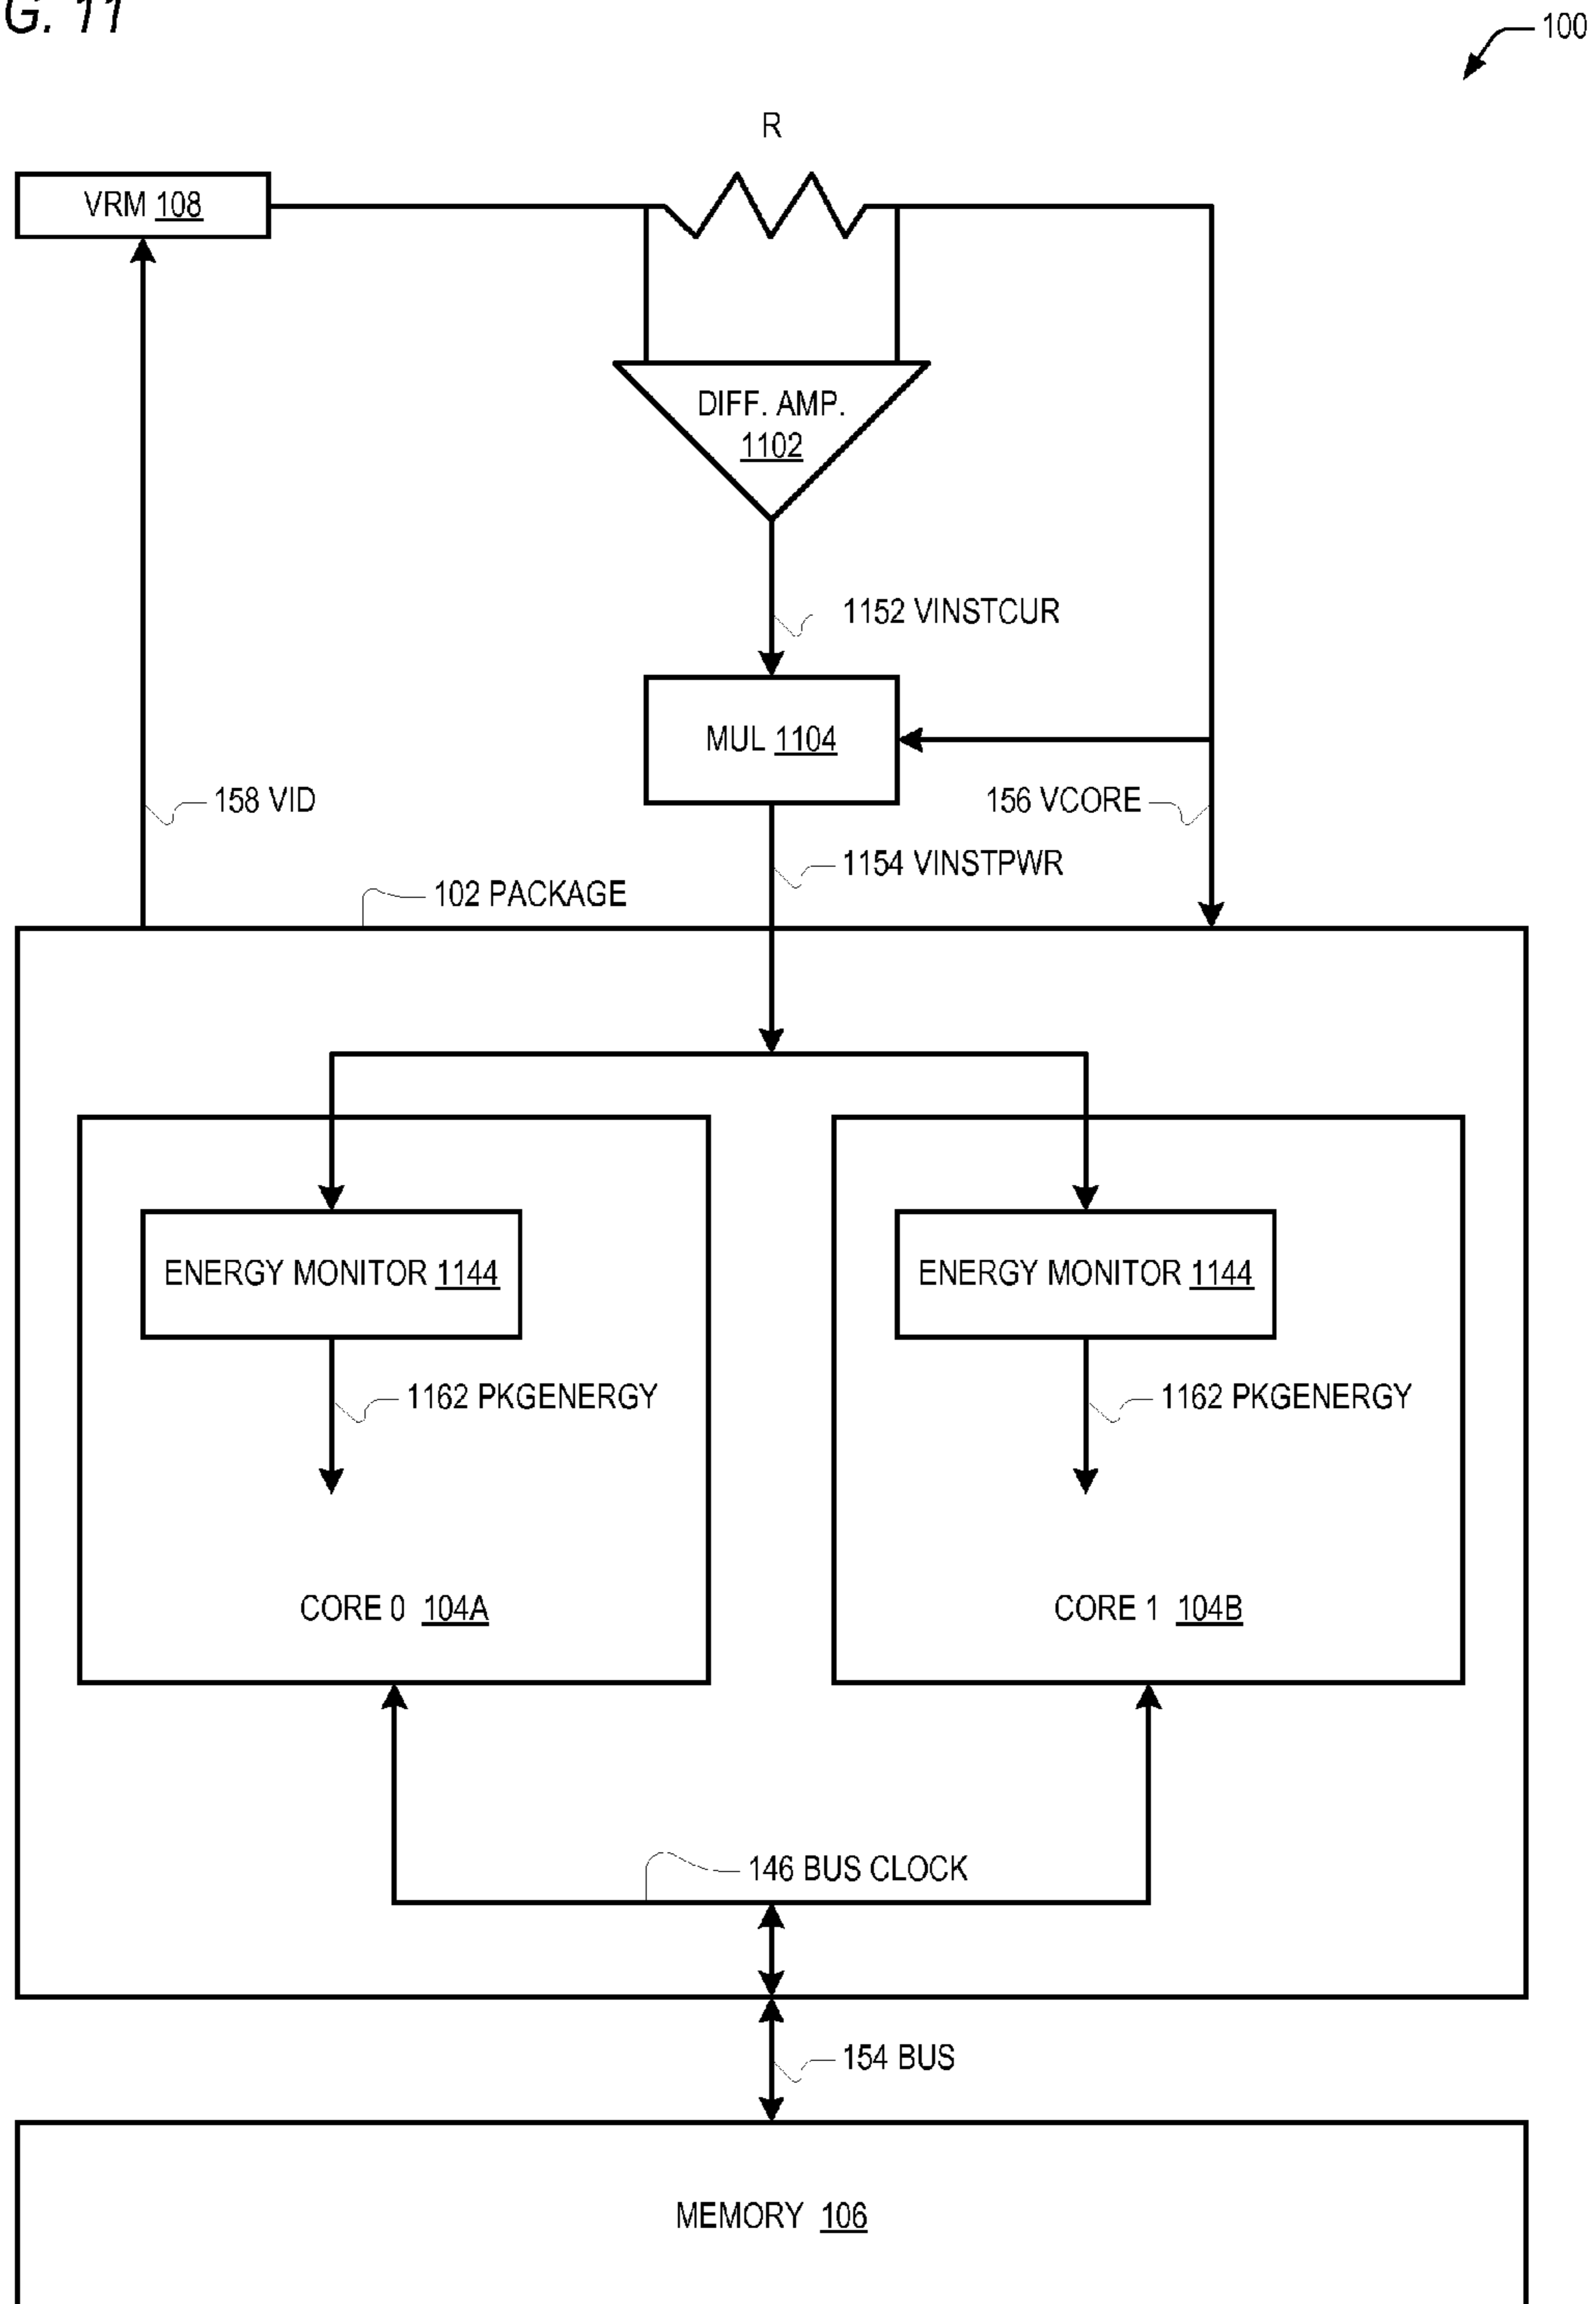 G. 11
100
R
VRM 108
DIFF. AMP.
1102
1152 VINSTCUR
MUL 1104
158 VID
156 VCORE
1154 VINSTPWR
102 PACKAGE
ENERGY MONITOR 1144
ENERGY MONITOR 1144
1162 PKGENERGY
1162 PKGENERGY
CORE 0 104A
CORE 1 104B
146 BUS CLOCK
154 BUS
MEMORY 106